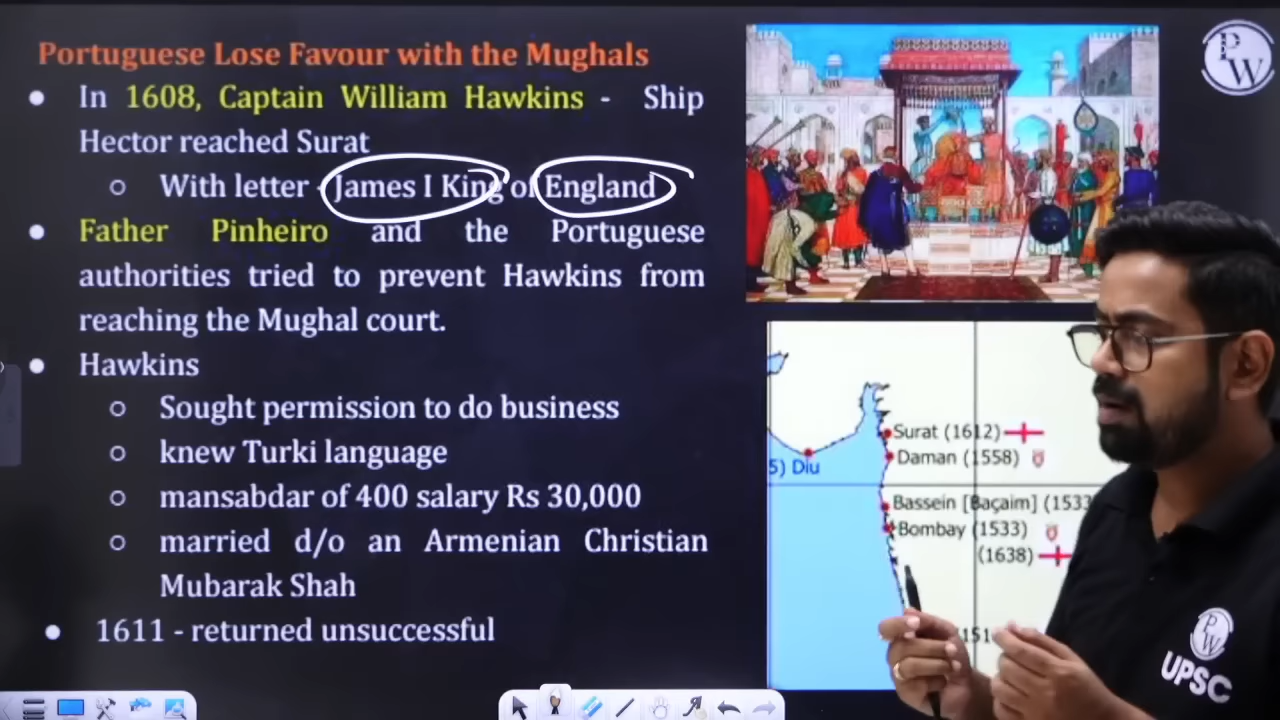 Portuguese Lose Favour with the Mughals
• In 1608, Captain William Hawkins - Ship
Hector reached Surat
○ With letter - James I King of England
• Father Pinheiro and the Portuguese
authorities tried to prevent Hawkins from
reaching the Mughal court.
• Hawkins
○ Sought permission to do business
○ knew Turki language
○ mansabdar of 400 salary Rs 30,000
○ married d/o an Armenian Christian
Mubarak Shah
• 1611 - returned unsuccessful
PW
Surat (1612)
Daman (1558)
5) Diu
Bassein [Baçaim] (1533
Bombay (1533)
(1638)
151
PW
UPSC